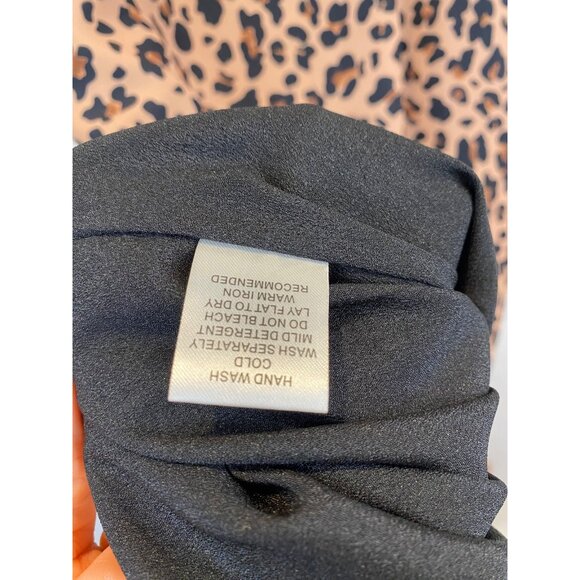 HAND WASH
COLD
WASH SEPARATELY
MILD DETERGENT
DO NOT BLEACH
LAY FLAT TO DRY
WARM IRON
RECOMMENDED